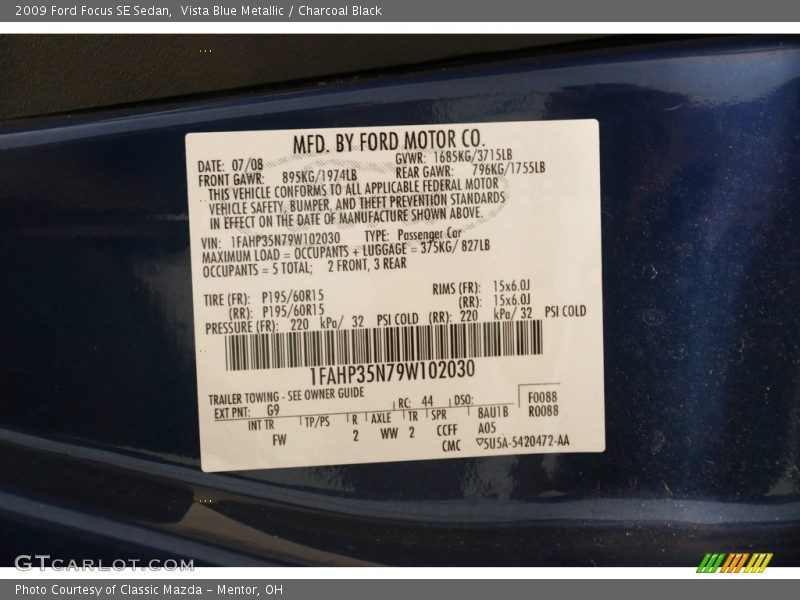 2009 Ford Focus SE Sedan, Vista Blue Metallic / Charcoal Black
MFD. BY FORD MOTOR CO.
DATE: 07/08 GVWR: 1685KG/3715LB
FRONT GAWR: 895KG/1974LB REAR GAWR: 796KG/1755LB
THIS VEHICLE CONFORMS TO ALL APPLICABLE FEDERAL MOTOR
VEHICLE SAFETY, BUMPER, AND THEFT PREVENTION STANDARDS
IN EFFECT ON THE DATE OF MANUFACTURE SHOWN ABOVE.
VIN: 1FAHP35N79W102030 TYPE: Passenger Car
MAXIMUM LOAD = OCCUPANTS + LUGGAGE = 375KG/ 827LB
OCCUPANTS = 5 TOTAL; 2 FRONT, 3 REAR
TIRE (FR): P195/60R15 RIMS (FR): 15x6.0J
(RR): P195/60R15 (RR): 15x6.0J
PRESSURE (FR): 220 kPa/ 32 PSI COLD (RR): 220 kPa/ 32 PSI COLD
1FAHP35N79W102030
TRAILER TOWING - SEE OWNER GUIDE
EXT PNT: G9 RC: 44 DSO: F0088
INT TR TP/PS R AXLE TR SPR 8AU1B R0088
FW 2 WW 2 CCFF A05
CMC 5U5A-5420472-AA
GTCARLOT.COM
Photo Courtesy of Classic Mazda - Mentor, OH